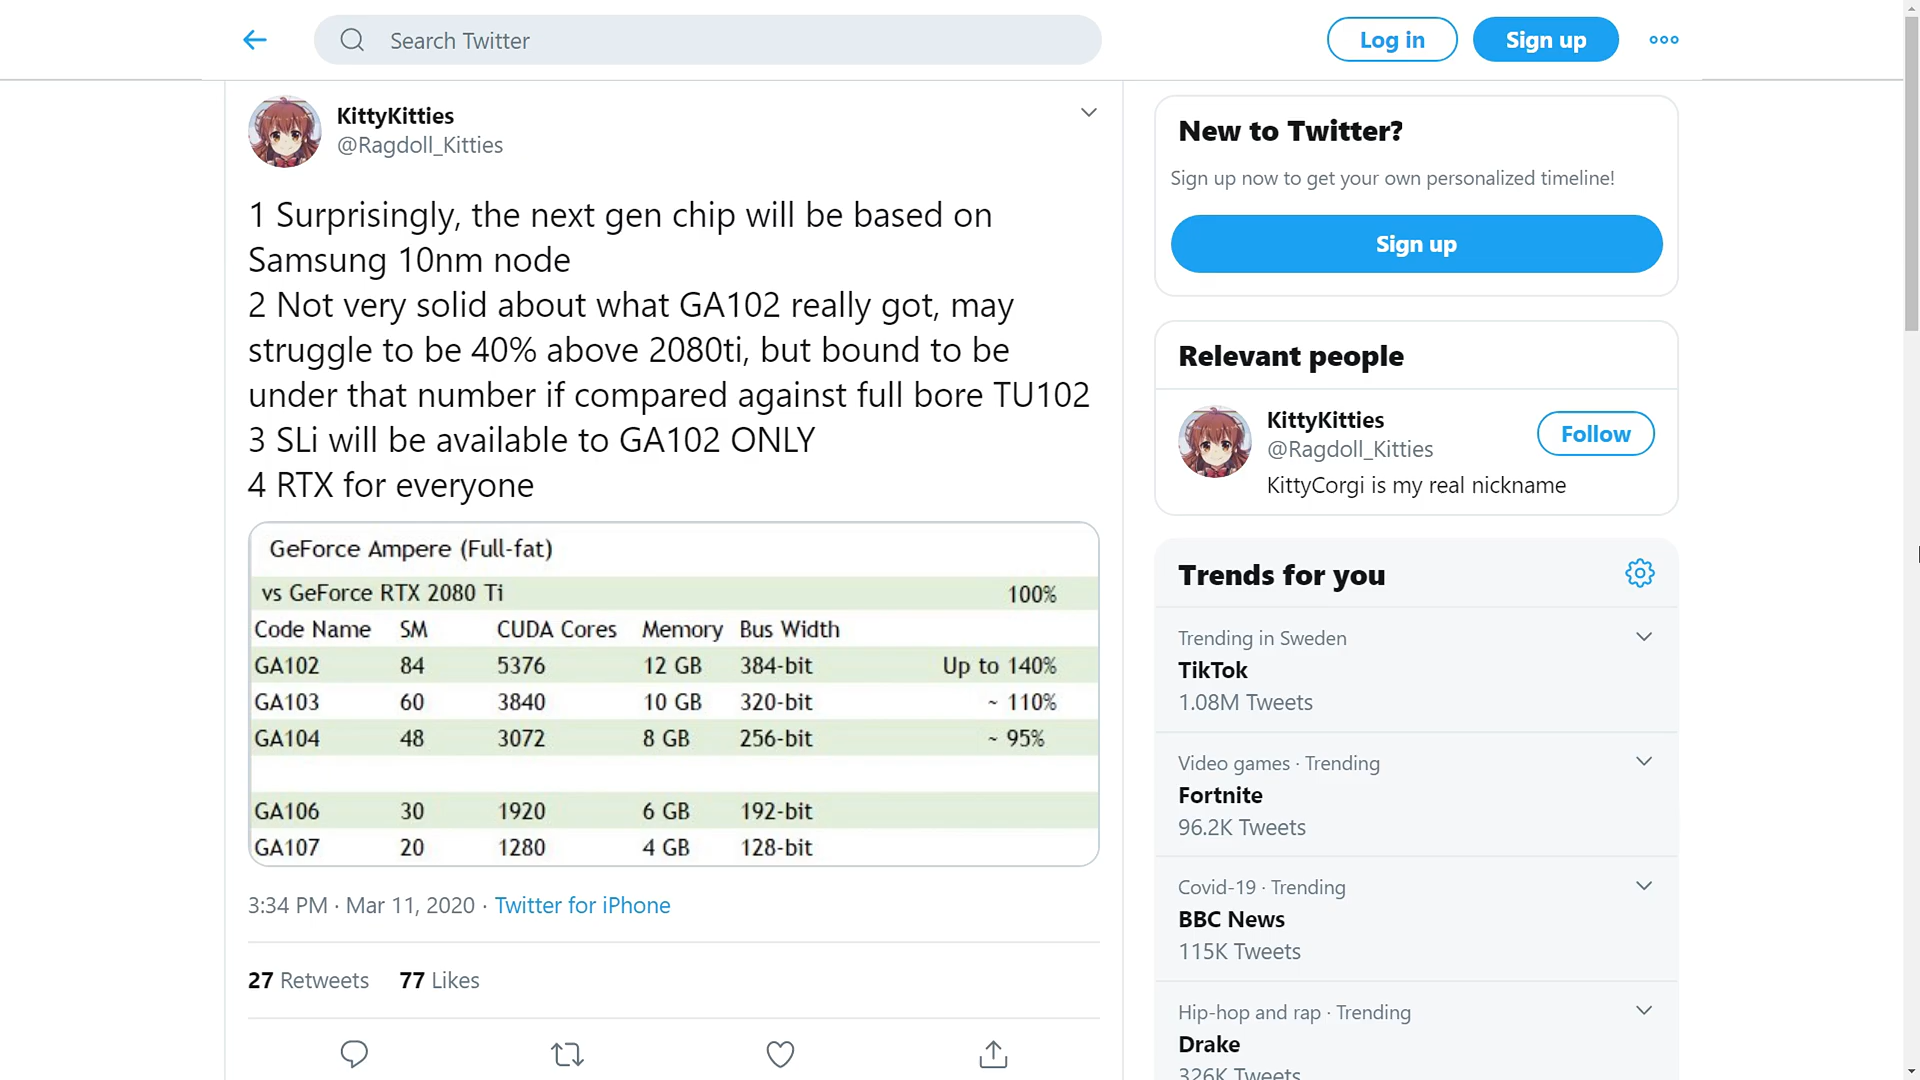 Search Twitter
Log in
Sign up
KittyKitties
@Ragdoll_Kitties
1 Surprisingly, the next gen chip will be based on
Samsung 10nm node
2 Not very solid about what GA102 really got, may
struggle to be 40% above 2080ti, but bound to be
under that number if compared against full bore TU102
3 SLi will be available to GA102 ONLY
4 RTX for everyone
GeForce Ampere (Full-fat)
vs GeForce RTX 2080 Ti 100%
Code Name SM CUDA Cores Memory Bus Width
GA102 84 5376 12 GB 384-bit Up to 140%
GA103 60 3840 10 GB 320-bit ~ 110%
GA104 48 3072 8 GB 256-bit ~ 95%
GA106 30 1920 6 GB 192-bit
GA107 20 1280 4 GB 128-bit
3:34 PM · Mar 11, 2020 · Twitter for iPhone
27 Retweets 77 Likes
New to Twitter?
Sign up now to get your own personalized timeline!
Sign up
Relevant people
KittyKitties
@Ragdoll_Kitties
Follow
KittyCorgi is my real nickname
Trends for you
Trending in Sweden
TikTok
1.08M Tweets
Video games · Trending
Fortnite
96.2K Tweets
Covid-19 · Trending
BBC News
115K Tweets
Hip-hop and rap · Trending
Drake
326K Tweets